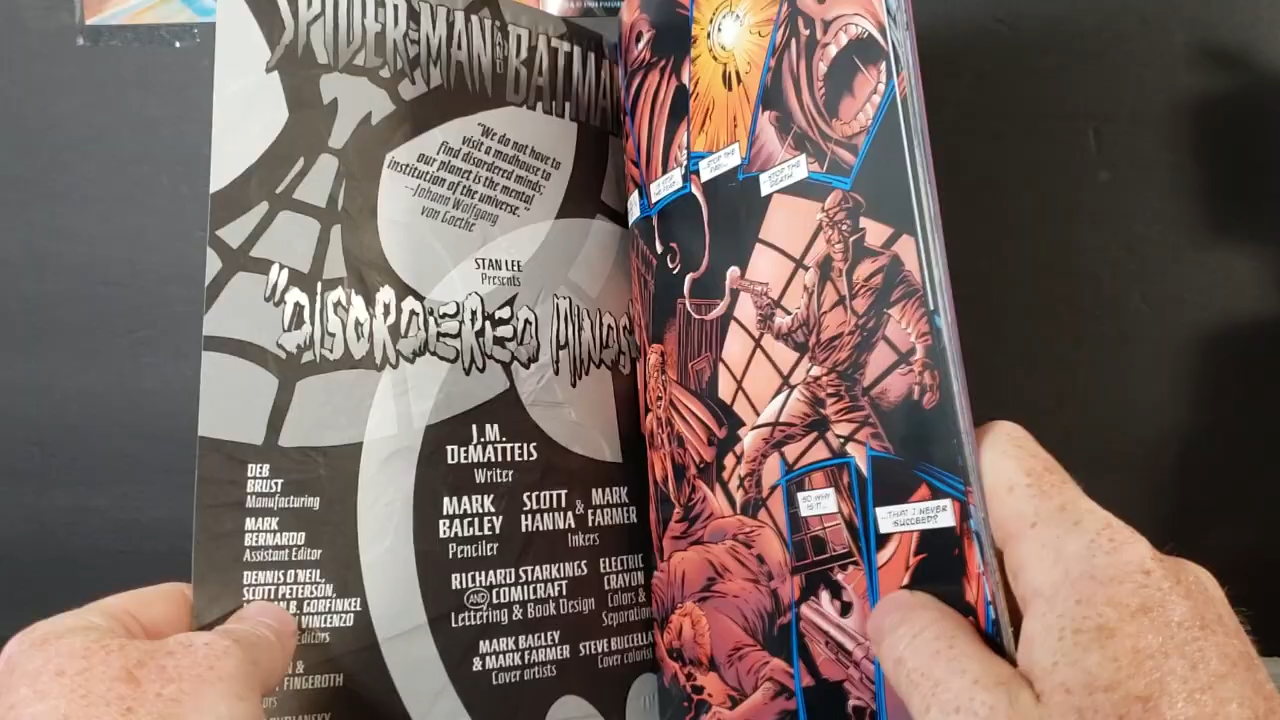 SPIDER-MAN AND BATMAN
"We do not have to
visit a madhouse to
find disordered minds;
our planet is the mental
institution of the universe."
--Johann Wolfgang
von Goethe
STAN LEE
Presents
"DISORDERED MINDS
J.M.
DeMATTEIS
Writer
MARK
BAGLEY
Penciler
SCOTT
HANNA &
MARK
FARMER
Inkers
RICHARD STARKINGS
AND COMICRAFT
Lettering & Book Design
ELECTRIC
CRAYON
Colors &
Separation
MARK BAGLEY
& MARK FARMER
Cover artists
STEVE BUCCELLA
Cover colorist
DEB
BRUST
Manufacturing
MARK
BERNARDO
Assistant Editor
DENNIS O'NEIL,
SCOTT PETERSON,
B. GORFINKEL
VINCENZO
Editors
&
FINGEROTH
...STOP THE
...STOP THE
DEATH.
SO WHY
IS IT...
...THAT I NEVER
SUCCEED?